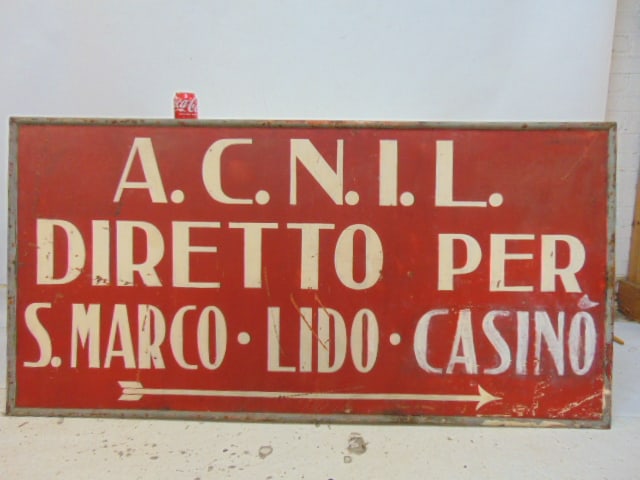 Coca-Cola
A.C.N.I.L.
DIRETTO PER
S. MARCO · LIDO · CASINÒ